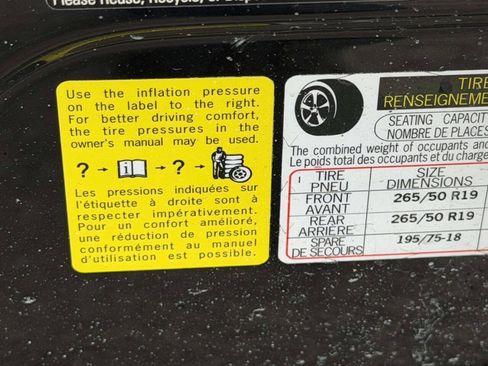 Please Reuse, Recycle, or Disp
Use the inflation pressure
on the label to the right.
For better driving comfort,
the tire pressures in the
owner's manual may be used.
? → i → ? →
Les pressions indiquées sur
l'étiquette à droite sont à
respecter impérativement.
Pour un confort amélioré,
une réduction de pression
conformément au manuel
d'utilisation est possible.
TIRE
RENSEIGNEME
SEATING CAPACIT
NOMBRE DE PLACES
The combined weight of occupants and
Le poids total des occupants et du charge
TIRE SIZE
PNEU DIMENSIONS
FRONT 265/50 R19
AVANT
REAR 265/50 R19
ARRIÈRE
SPARE 195/75-18
DE SECOURS